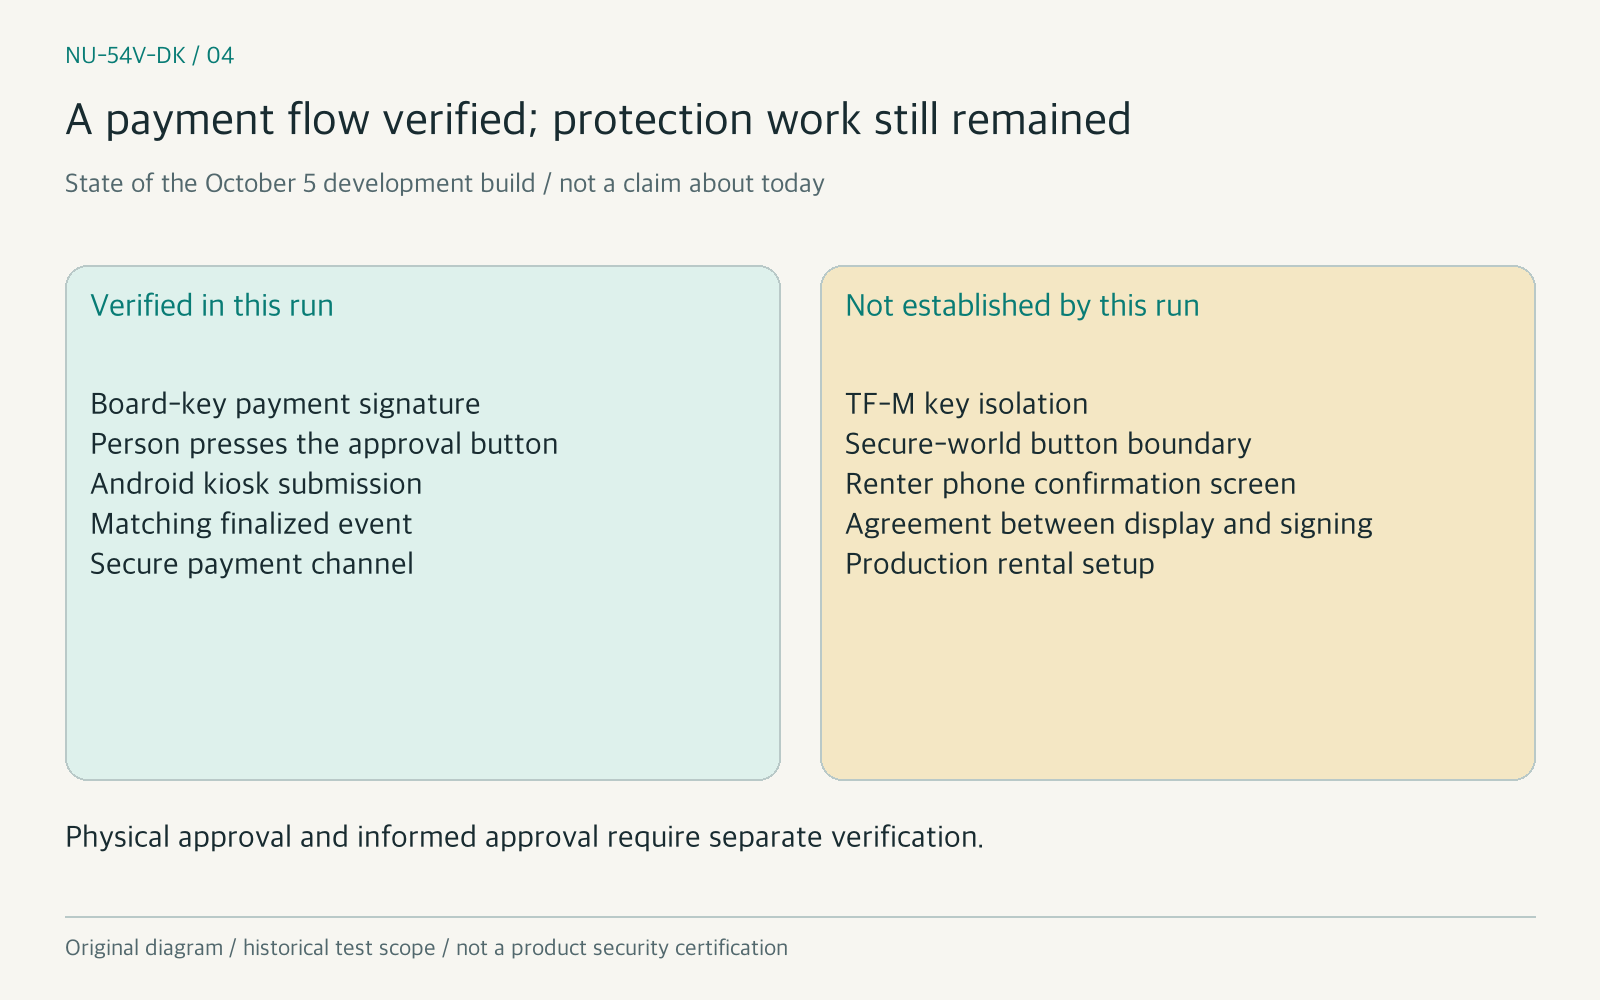 NU-54V-DK / 04
A payment flow verified; protection work still remained
State of the October 5 development build / not a claim about today
Verified in this run
Board-key payment signature
Person presses the approval button
Android kiosk submission
Matching finalized event
Secure payment channel
Not established by this run
TF-M key isolation
Secure-world button boundary
Renter phone confirmation screen
Agreement between display and signing
Production rental setup
Physical approval and informed approval require separate verification.
Original diagram / historical test scope / not a product security certification